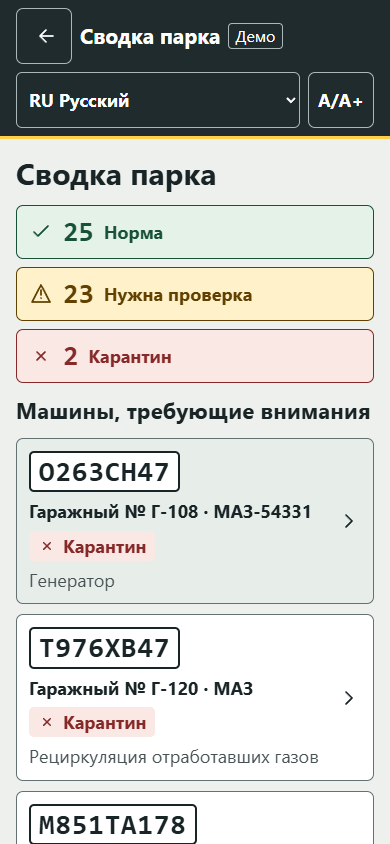 Сводка парка Демо
RU Русский A/A+
Сводка парка
25 Норма
23 Нужна проверка
2 Карантин
Машины, требующие внимания
О263СН47
Гаражный № Г-108 · МАЗ-54331
Карантин
Генератор
Т976ХВ47
Гаражный № Г-120 · МАЗ
Карантин
Рециркуляция отработавших газов
М851ТА178